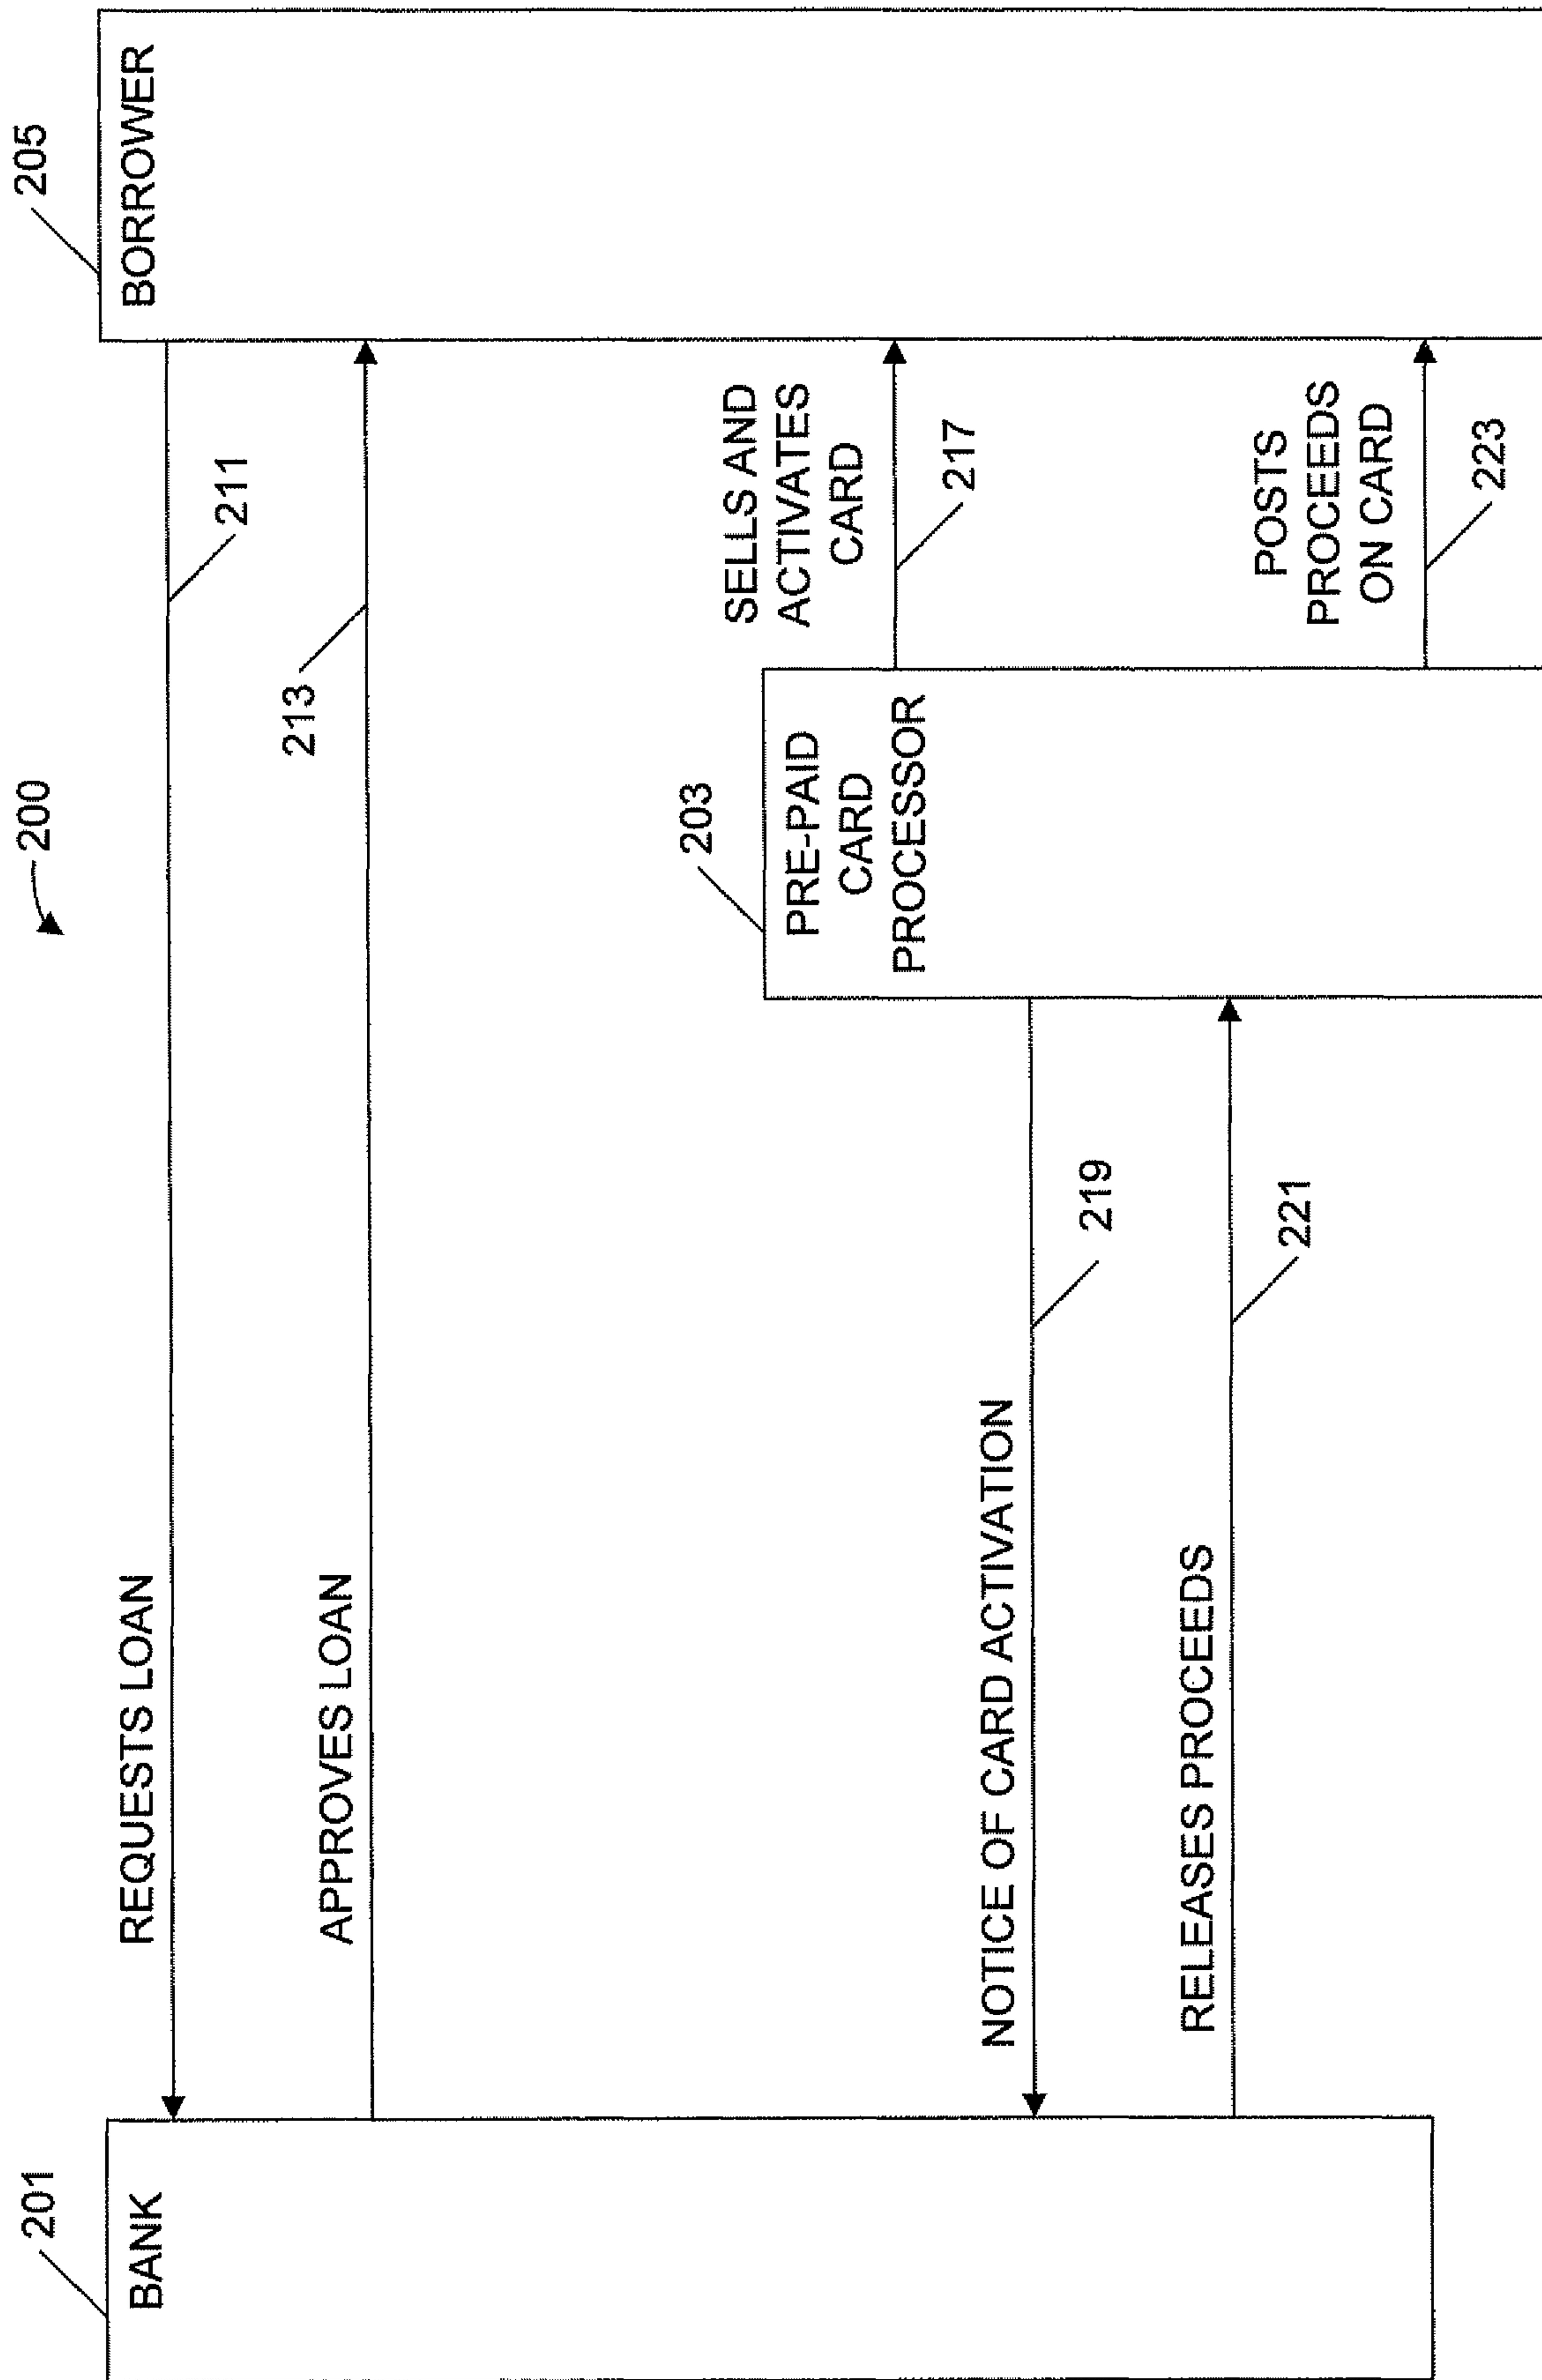 200
201
BANK
205
BORROWER
REQUESTS LOAN
211
APPROVES LOAN
213
203
PRE-PAID
CARD
PROCESSOR
SELLS AND
ACTIVATES
CARD
217
NOTICE OF CARD ACTIVATION
219
RELEASES PROCEEDS
221
POSTS
PROCEEDS
ON CARD
223